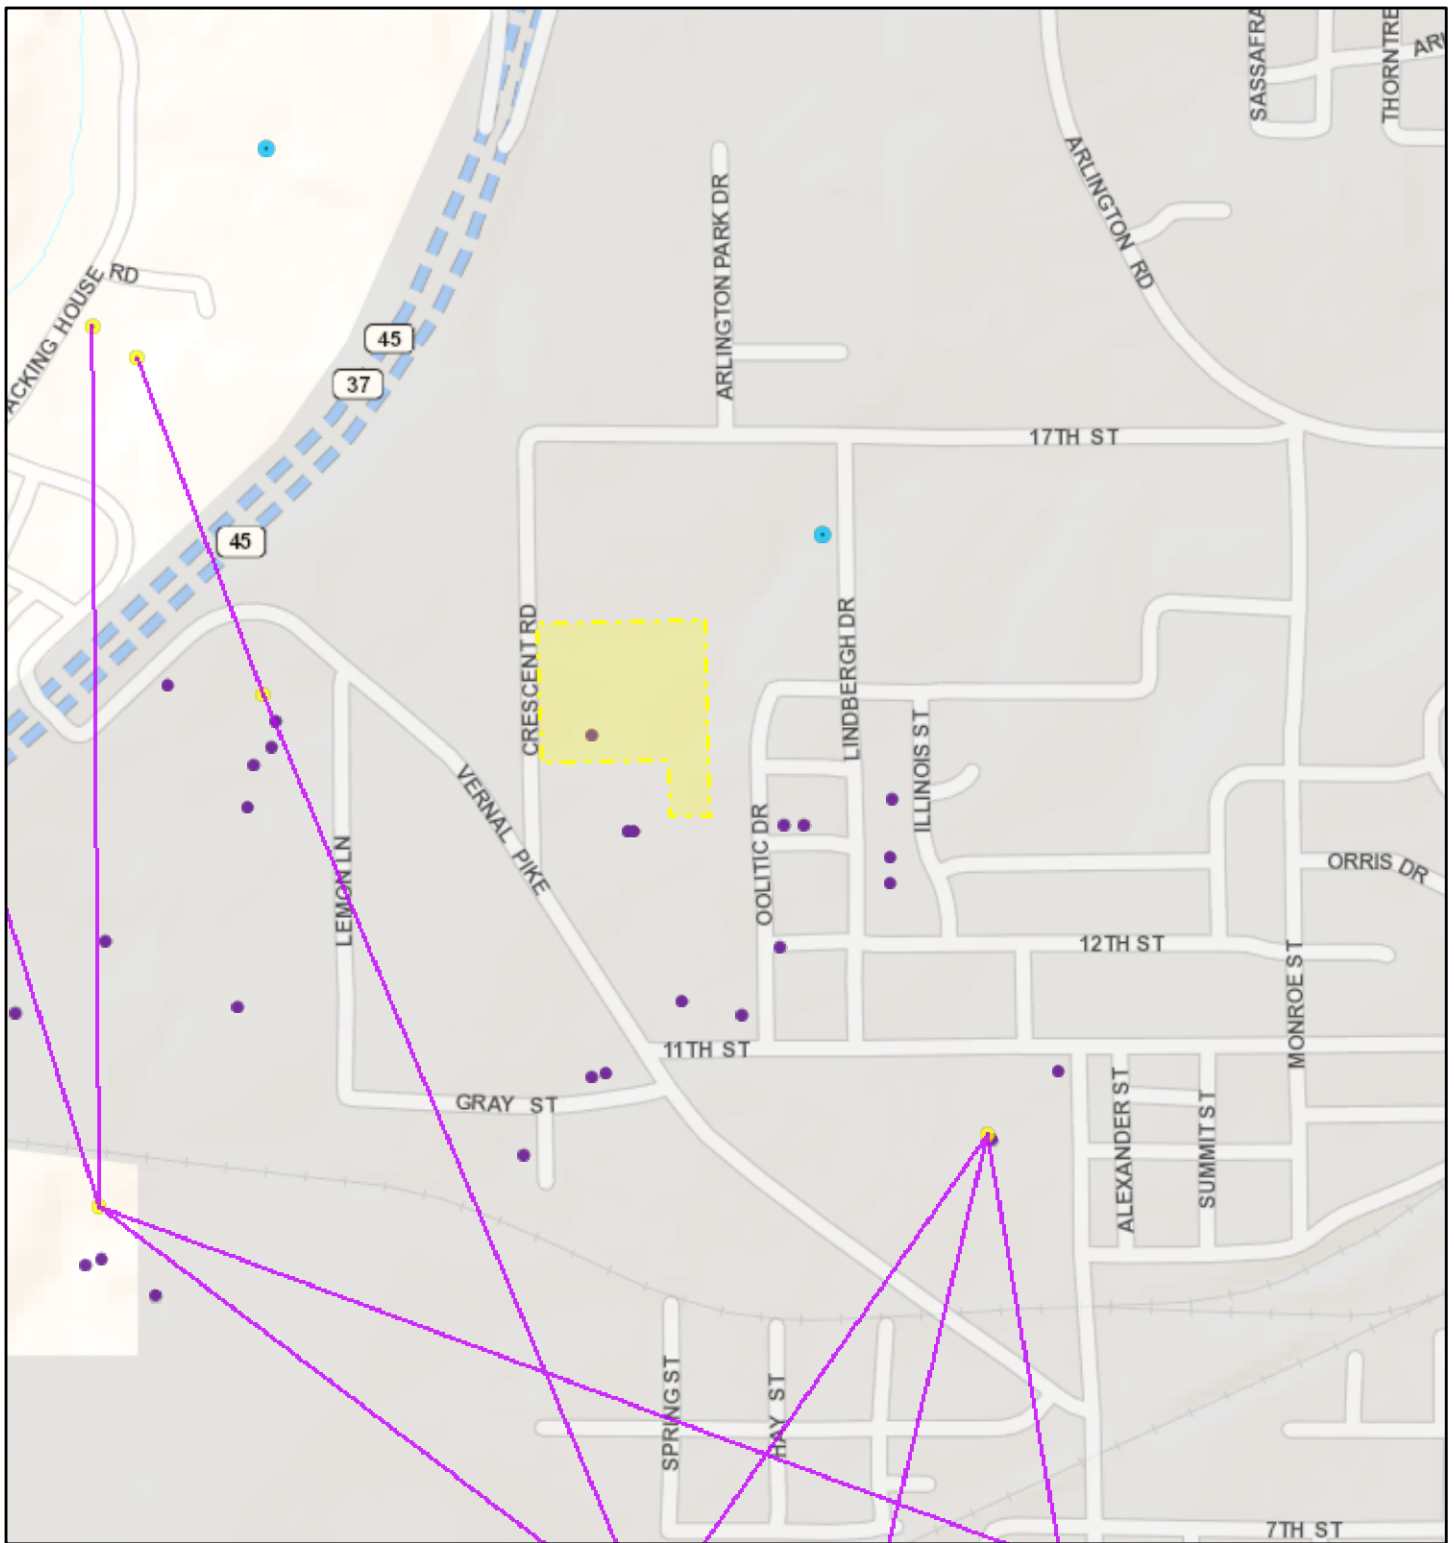 SASSAFRA
THORNTRE
ARL
ARLINGTON RD
ARLINGTON PARK DR
ACKING HOUSE RD
45
37
17TH ST
45
CRESCENT RD
LINDBERGH DR
ILLINOIS ST
VERNAL PIKE
OOLITIC DR
LEMON LN
ORRIS DR
12TH ST
MONROE ST
11TH ST
GRAY ST
ALEXANDER ST
SUMMIT ST
SPRING ST
HAY ST
7TH ST